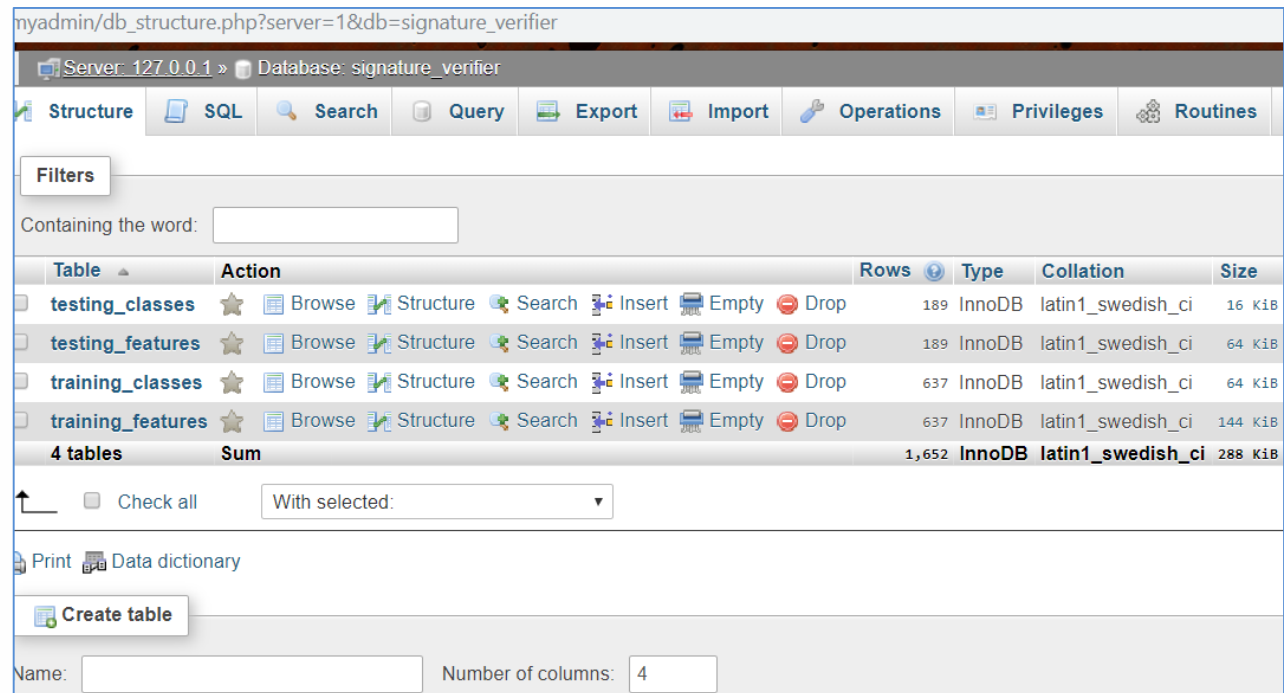 myadmin/db_structure.php?server=1&db=signature_verifier
Server: 127.0.0.1 » Database: signature_verifier
Structure SQL Search Query Export Import Operations Privileges Routines
Filters
Containing the word:
Table Action Rows Type Collation Size
testing_classes Browse Structure Search Insert Empty Drop 189 InnoDB latin1_swedish_ci 16 KiB
testing_features Browse Structure Search Insert Empty Drop 189 InnoDB latin1_swedish_ci 64 KiB
training_classes Browse Structure Search Insert Empty Drop 637 InnoDB latin1_swedish_ci 64 KiB
training_features Browse Structure Search Insert Empty Drop 637 InnoDB latin1_swedish_ci 144 KiB
4 tables Sum 1,652 InnoDB latin1_swedish_ci 288 KiB
Check all With selected:
Print Data dictionary
Create table
Name: Number of columns: 4